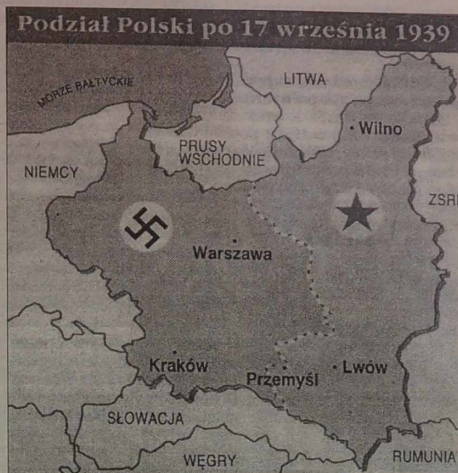 Podział Polski po 17 września 1939
MORZE BAŁTYCKIE
LITWA
Wilno
PRUSY
WSCHODNIE
NIEMCY
ZSR
Warszawa
Kraków
Przemyśl
Lwów
SŁOWACJA
WĘGRY
RUMUNIA